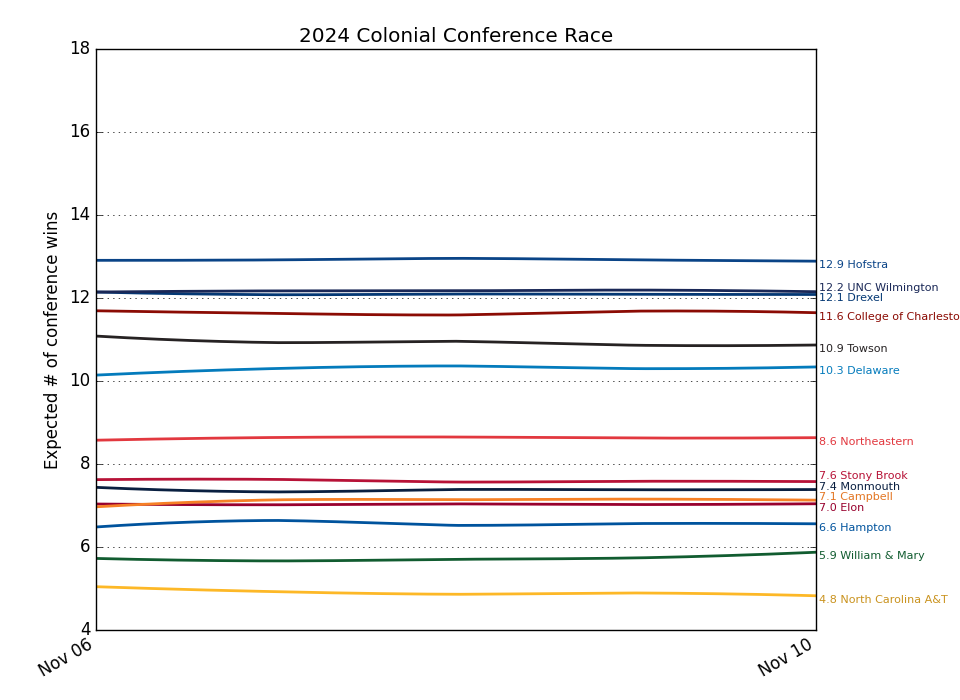 2024 Colonial Conference Race
Expected # of conference wins
18
16
14
12
10
8
6
4
Nov 06
Nov 10
12.9 Hofstra
12.2 UNC Wilmington
12.1 Drexel
11.6 College of Charlesto
10.9 Towson
10.3 Delaware
8.6 Northeastern
7.6 Stony Brook
7.4 Monmouth
7.1 Campbell
7.0 Elon
6.6 Hampton
5.9 William & Mary
4.8 North Carolina A&T